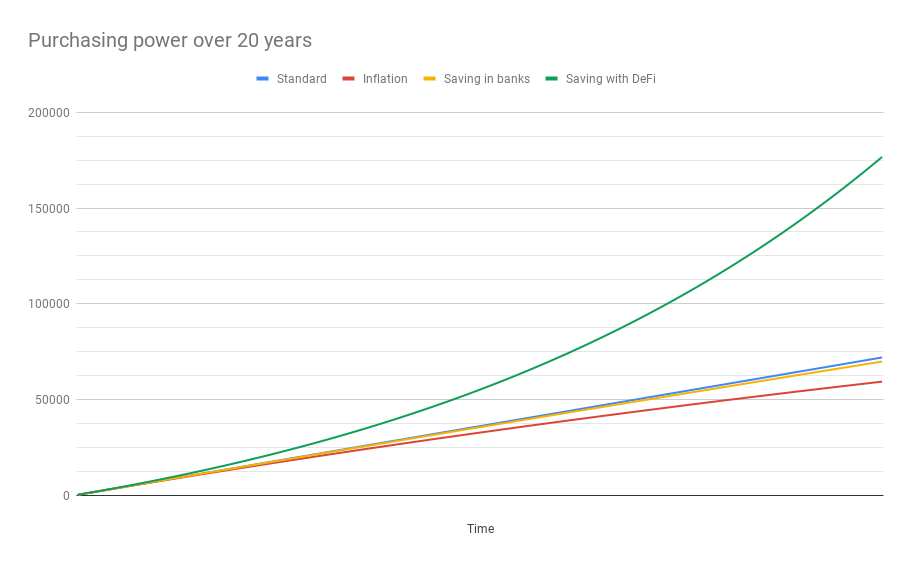 Purchasing power over 20 years
Standard Inflation Saving in banks Saving with DeFi
200000
150000
100000
50000
0
Time